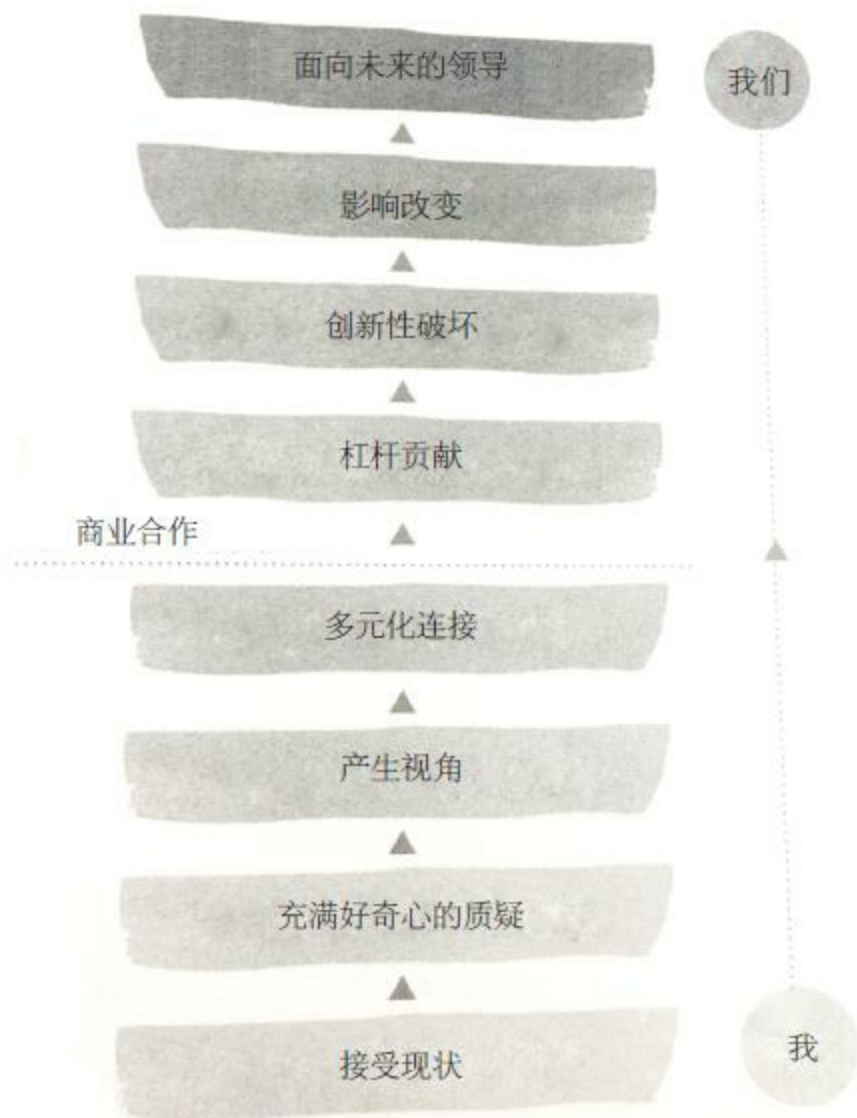 面向未来的领导
我们
影响改变
创新性破坏
杠杆贡献
商业合作
多元化连接
产生视角
充满好奇心的质疑
接受现状
我